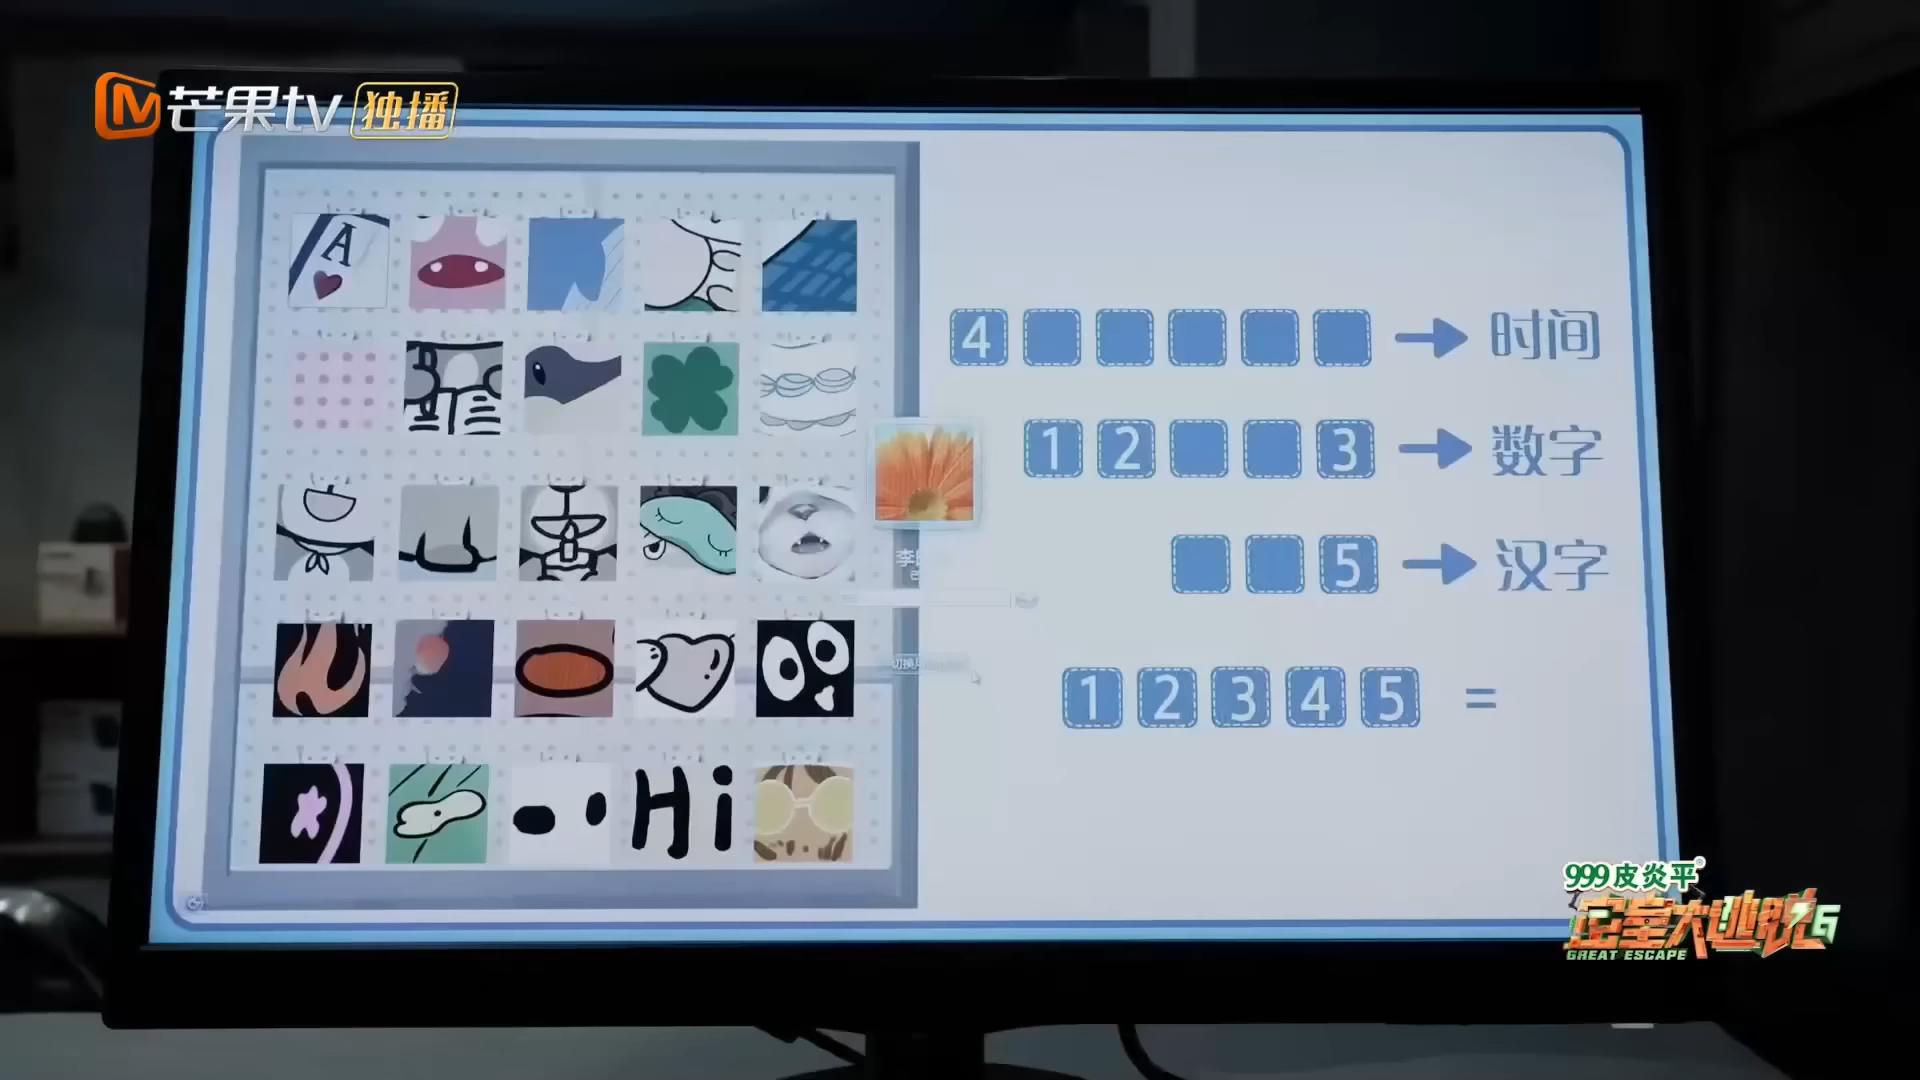 芒果tv 独播
A
4 → 时间
1 2 3 → 数字
5 → 汉字
1 2 3 4 5 =
Hi
999皮炎平®
密室大逃脱6
GREAT ESCAPE